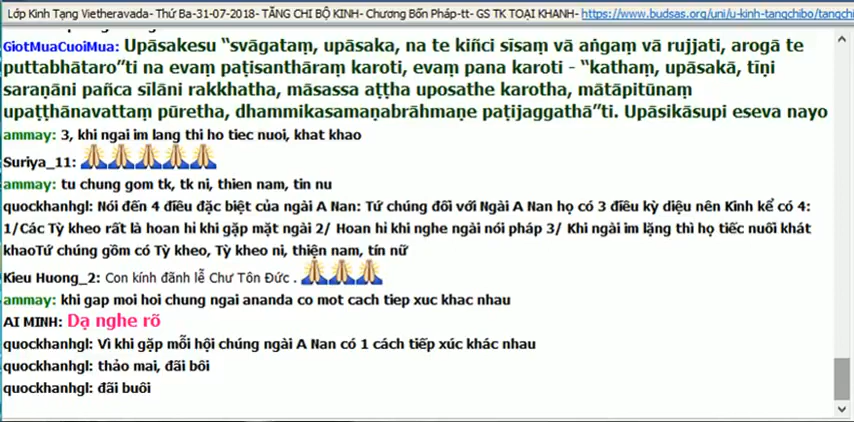 Lớp Kinh Tạng Vietheravada- Thứ Ba-31-07-2018- TĂNG CHI BỘ KINH- Chương Bốn Pháp-tt- GS TK TOẠI KHANH- https://www.budsas.org/uni/u-kinh-tangchibo/tangchi
GiotMuaCuoiMua: Upāsakesu “svāgataṃ, upāsaka, na te kiñci sīsaṃ vā aṅgaṃ vā rujjati, arogā te
puttabhātaro”ti na evaṃ paṭisanthāraṃ karoti, evaṃ pana karoti - “kathaṃ, upāsakā, tīṇi
saraṇāni pañca sīlāni rakkhatha, māsassa aṭṭha uposathe karotha, mātāpitūnaṃ
upaṭṭhānavattaṃ pūretha, dhammikasamaṇabrāhmaṇe paṭijaggathā”ti. Upāsikāsupi eseva nayo
ammay: 3, khi ngai im lang thi ho tiec nuoi, khat khao
Suriya_11:
ammay: tu chung gom tk, tk ni, thien nam, tin nu
quockhanhgl: Nói đến 4 điều đặc biệt của ngài A Nan: Tứ chúng đối với Ngài A Nan họ có 3 điều kỳ diệu nên Kinh kể có 4:
1/Các Tỳ kheo rất là hoan hỉ khi gặp mặt ngài 2/ Hoan hỉ khi nghe ngài nói pháp 3/ Khi ngài im lặng thì họ tiếc nuối khát
khaoTứ chúng gồm có Tỳ kheo, Tỳ kheo ni, thiện nam, tín nữ
Kieu Huong_2: Con kính đãnh lễ Chư Tôn Đức .
ammay: khi gap moi hoi chung ngai ananda co mot cach tiep xuc khac nhau
AI MINH: Dạ nghe rõ
quockhanhgl: Vì khi gặp mỗi hội chúng ngài A Nan có 1 cách tiếp xúc khác nhau
quockhanhgl: thảo mai, đãi bôi
quockhanhgl: đãi buôi